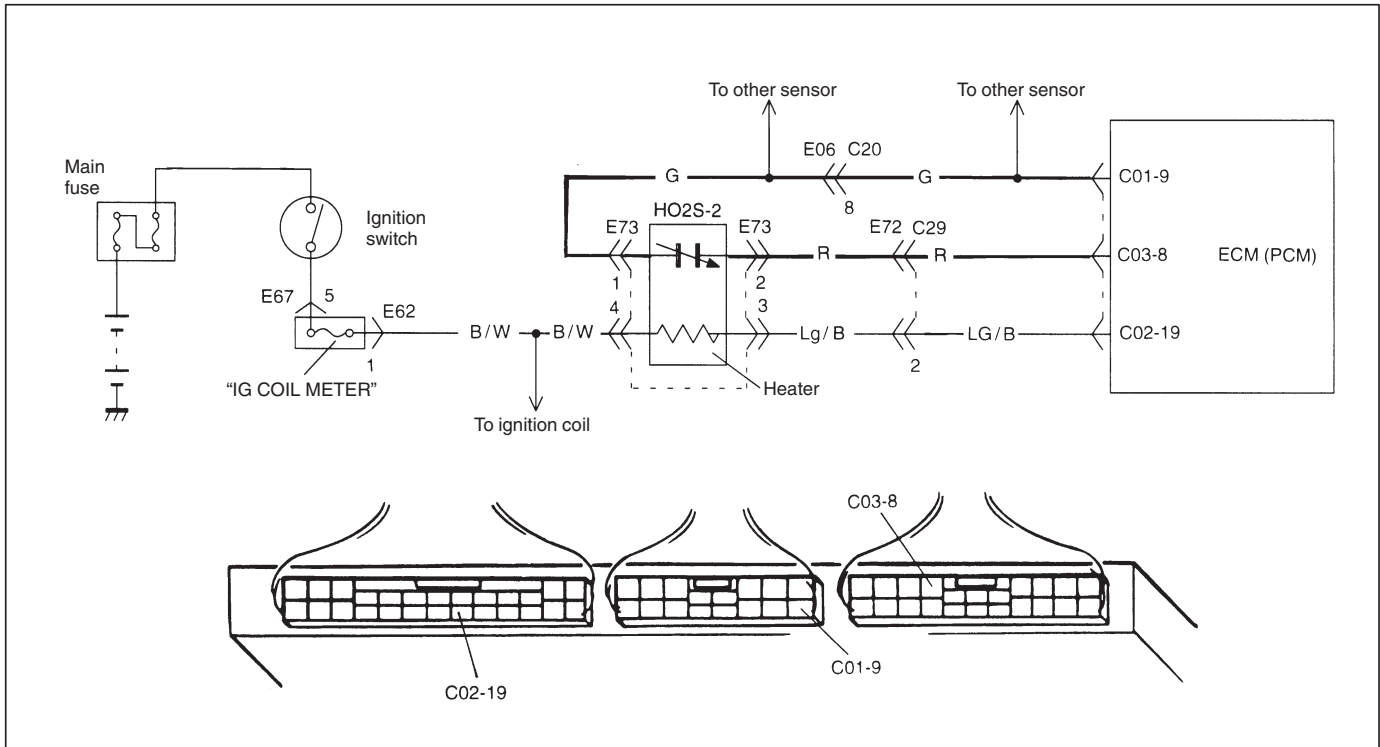 To other sensor
To other sensor
Main
fuse
Ignition
switch
E06 C20
G
G
8
C01-9
HO2S-2
E73
E73
E72 C29
R
R
1
2
C03-8
ECM (PCM)
E67
5
E62
4
3
B/W
B/W
Lg/B
LG/B
C02-19
1
2
"IG COIL METER"
Heater
To ignition coil
C03-8
C01-9
C02-19